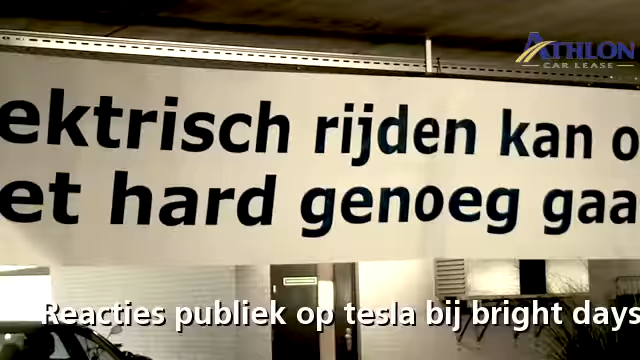 ATHLON
CAR LEASE
ektrisch rijden kan o
et hard genoeg gaa
Reacties publiek op tesla bij bright days